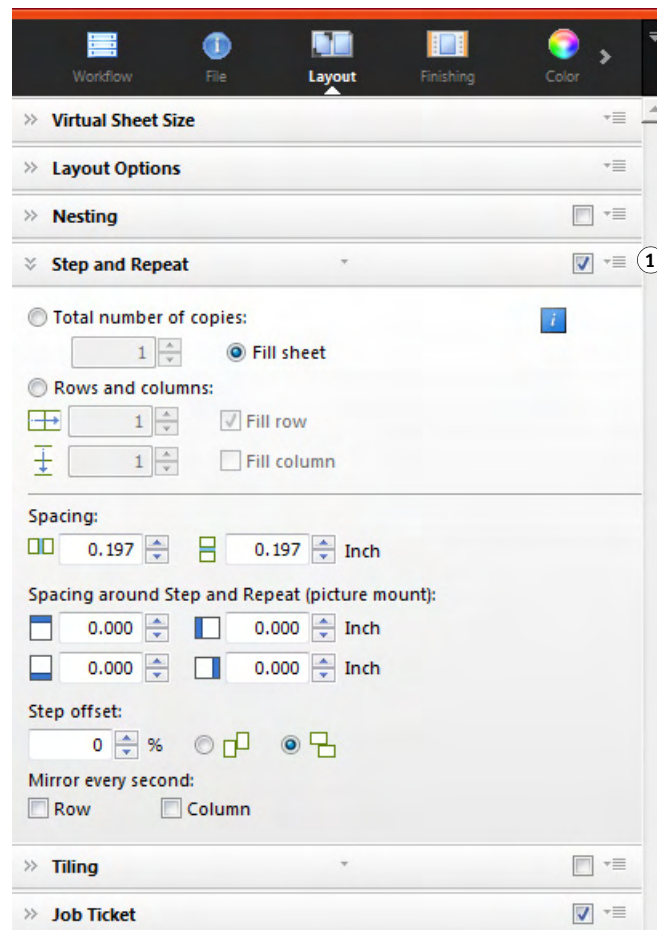 Workflow File Layout Finishing Color
Virtual Sheet Size
Layout Options
Nesting
Step and Repeat 1
Total number of copies: i
1 Fill sheet
Rows and columns:
1 Fill row
1 Fill column
Spacing:
0.197 0.197 Inch
Spacing around Step and Repeat (picture mount):
0.000 0.000 Inch
0.000 0.000 Inch
Step offset:
0 %
Mirror every second:
Row Column
Tiling
Job Ticket